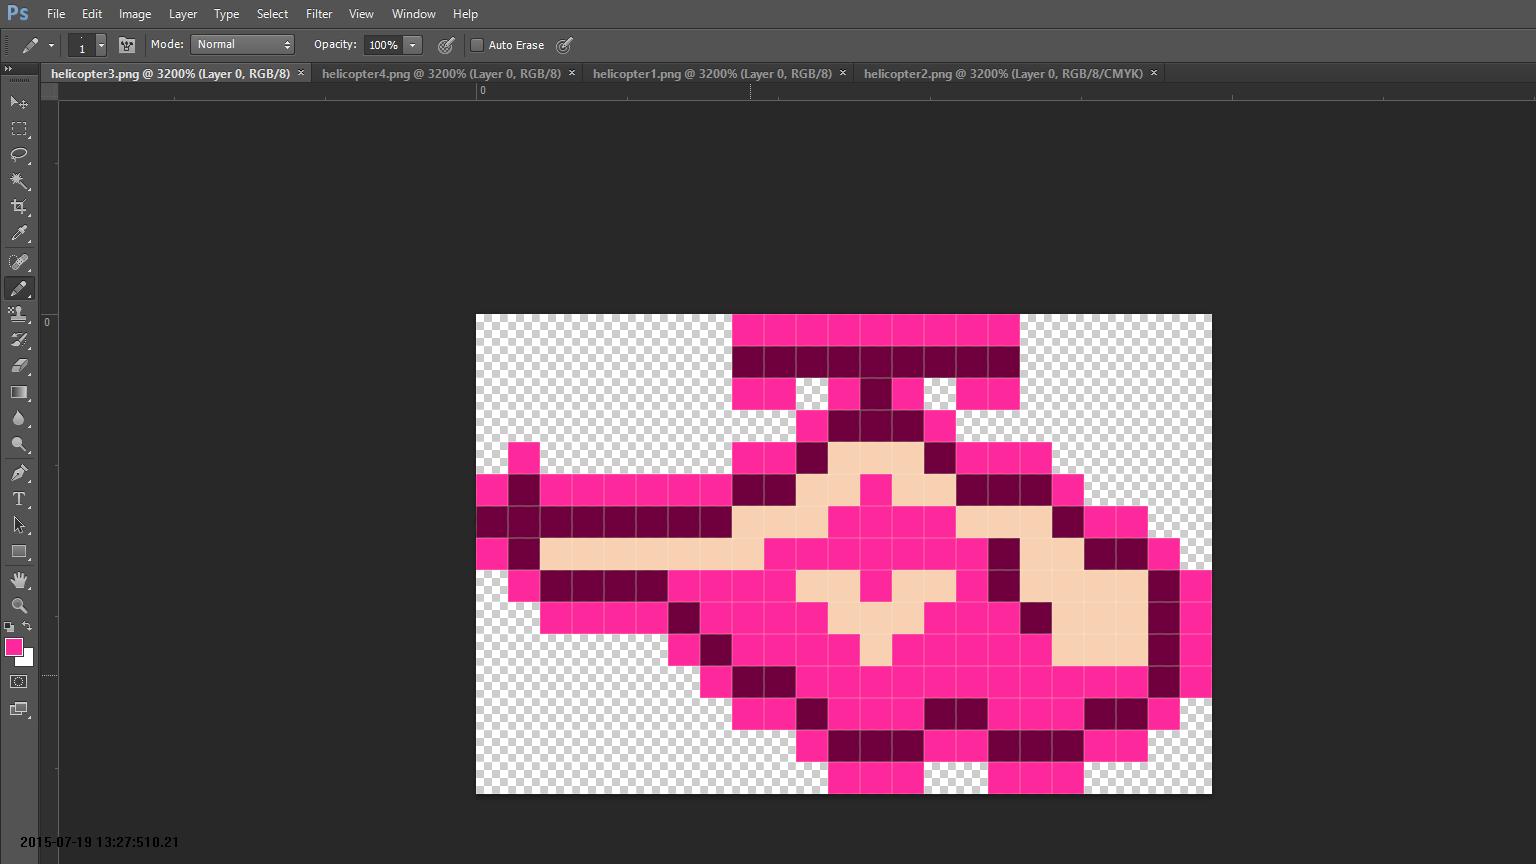 Ps File Edit Image Layer Type Select Filter View Window Help
1 Mode: Normal Opacity: 100% Auto Erase
helicopter3.png @ 3200% (Layer 0, RGB/8) × helicopter4.png @ 3200% (Layer 0, RGB/8) × helicopter1.png @ 3200% (Layer 0, RGB/8) × helicopter2.png @ 3200% (Layer 0, RGB/8/CMYK) ×
0
0
T
2015-07-19 13:27:510.21